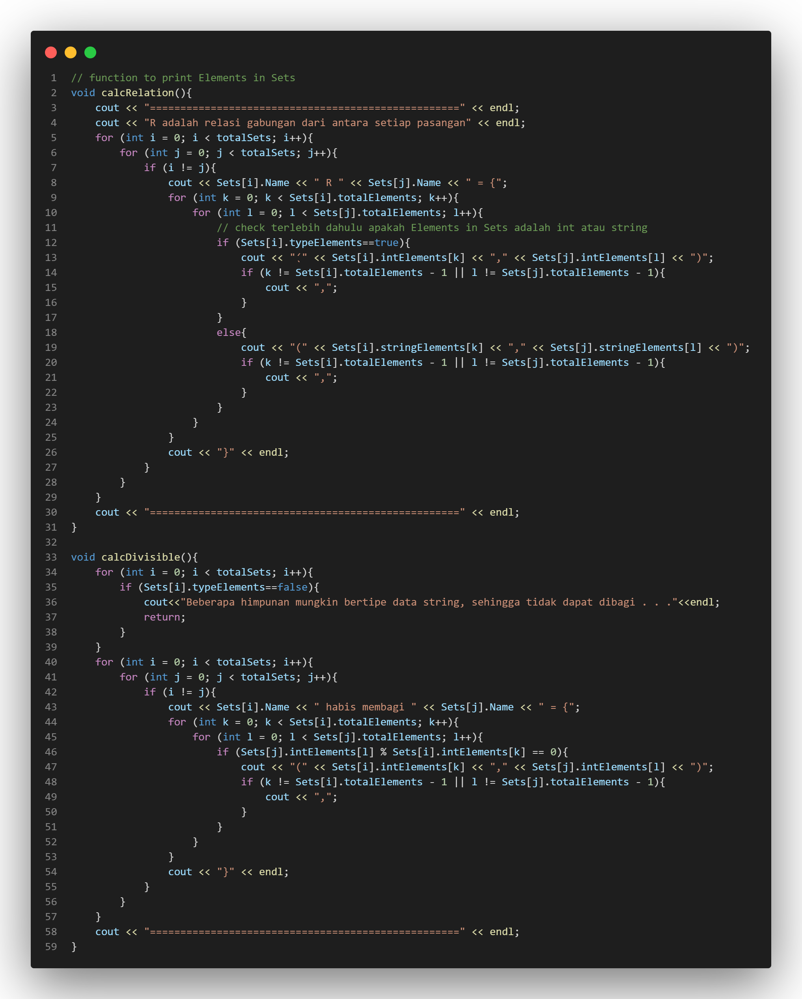 1 // function to print Elements in Sets
2 void calcRelation(){
3     cout << "===================================================" << endl;
4     cout << "R adalah relasi gabungan dari antara setiap pasangan" << endl;
5     for (int i = 0; i < totalSets; i++){
6         for (int j = 0; j < totalSets; j++){
7             if (i != j){
8                 cout << Sets[i].Name << " R " << Sets[j].Name << " = {";
9                 for (int k = 0; k < Sets[i].totalElements; k++){
10                     for (int l = 0; l < Sets[j].totalElements; l++){
11                         // check terlebih dahulu apakah Elements in Sets adalah int atau string
12                         if (Sets[i].typeElements==true){
13                             cout << "(" << Sets[i].intElements[k] << "," << Sets[j].intElements[l] << ")";
14                             if (k != Sets[i].totalElements - 1 || l != Sets[j].totalElements - 1){
15                                 cout << ",";
16                             }
17                         }
18                         else{
19                             cout << "(" << Sets[i].stringElements[k] << "," << Sets[j].stringElements[l] << ")";
20                             if (k != Sets[i].totalElements - 1 || l != Sets[j].totalElements - 1){
21                                 cout << ",";
22                             }
23                         }
24                     }
25                 }
26                 cout << "}" << endl;
27             }
28         }
29     }
30     cout << "===================================================" << endl;
31 }
32
33 void calcDivisible(){
34     for (int i = 0; i < totalSets; i++){
35         if (Sets[i].typeElements==false){
36             cout<<"Beberapa himpunan mungkin bertipe data string, sehingga tidak dapat dibagi . . ."<<endl;
37             return;
38         }
39     }
40     for (int i = 0; i < totalSets; i++){
41         for (int j = 0; j < totalSets; j++){
42             if (i != j){
43                 cout << Sets[i].Name << " habis membagi " << Sets[j].Name << " = {";
44                 for (int k = 0; k < Sets[i].totalElements; k++){
45                     for (int l = 0; l < Sets[j].totalElements; l++){
46                         if (Sets[j].intElements[l] % Sets[i].intElements[k] == 0){
47                             cout << "(" << Sets[i].intElements[k] << "," << Sets[j].intElements[l] << ")";
48                             if (k != Sets[i].totalElements - 1 || l != Sets[j].totalElements - 1){
49                                 cout << ",";
50                             }
51                         }
52                     }
53                 }
54                 cout << "}" << endl;
55             }
56         }
57     }
58     cout << "===================================================" << endl;
59 }